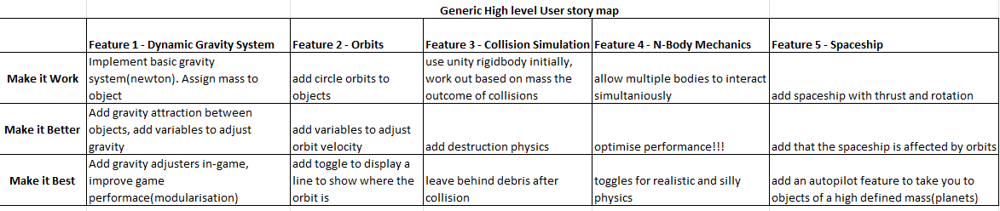 Generic High level User story map
Feature 1 - Dynamic Gravity System
Feature 2 - Orbits
Feature 3 - Collision Simulation
Feature 4 - N-Body Mechanics
Feature 5 - Spaceship
Make it Work
Implement basic gravity
system(newton). Assign mass to
object
add circle orbits to
objects
use unity rigidbody initially,
work out based on mass the
outcome of collisions
allow multiple bodies to interact
simultaniously
add spaceship with thrust and rotation
Make it Better
Add gravity attraction between
objects, add variables to adjust
gravity
add variables to adjust
orbit velocity
add destruction physics
optimise performance!!!
add that the spaceship is affected by orbits
Make it Best
Add gravity adjusters in-game,
improve game
performace(modularisation)
add toggle to display a
line to show where the
orbit is
leave behind debris after
collision
toggles for realistic and silly
physics
add an autopilot feature to take you to
objects of a high defined mass(planets)